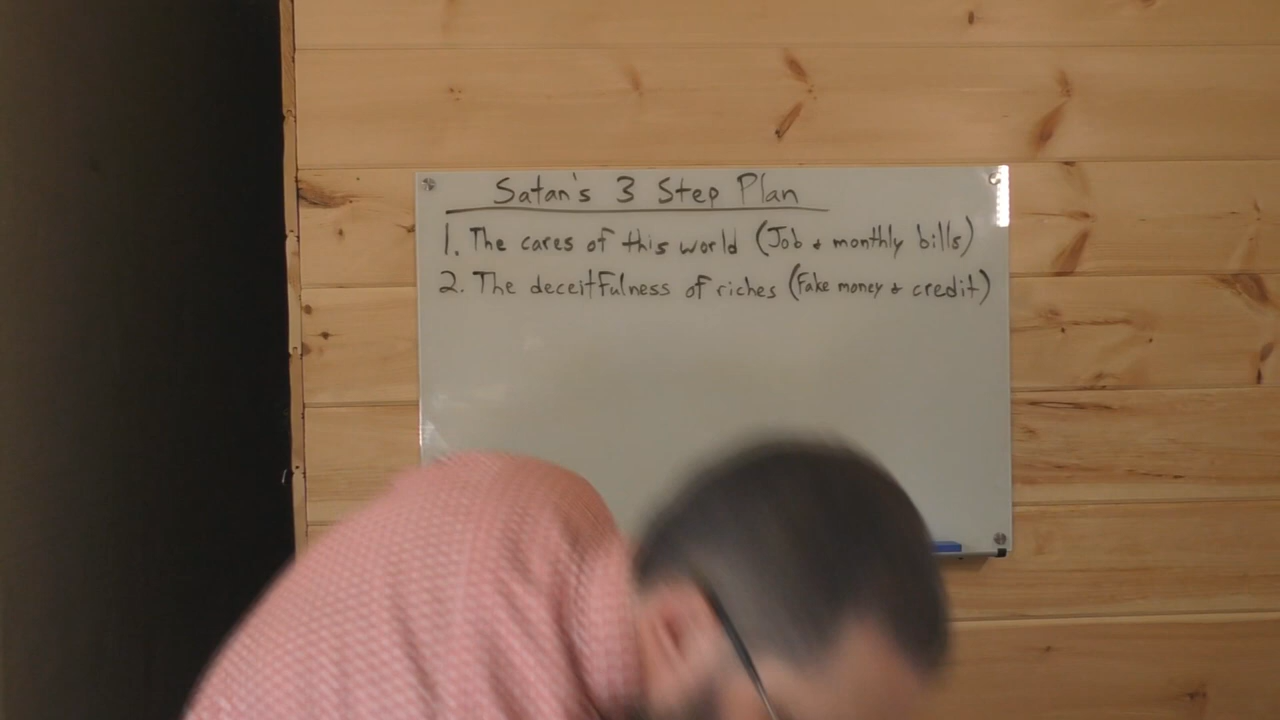 Satan's 3 Step Plan
1. The cares of this world (Job & monthly bills)
2. The deceitfulness of riches (Fake money & credit)